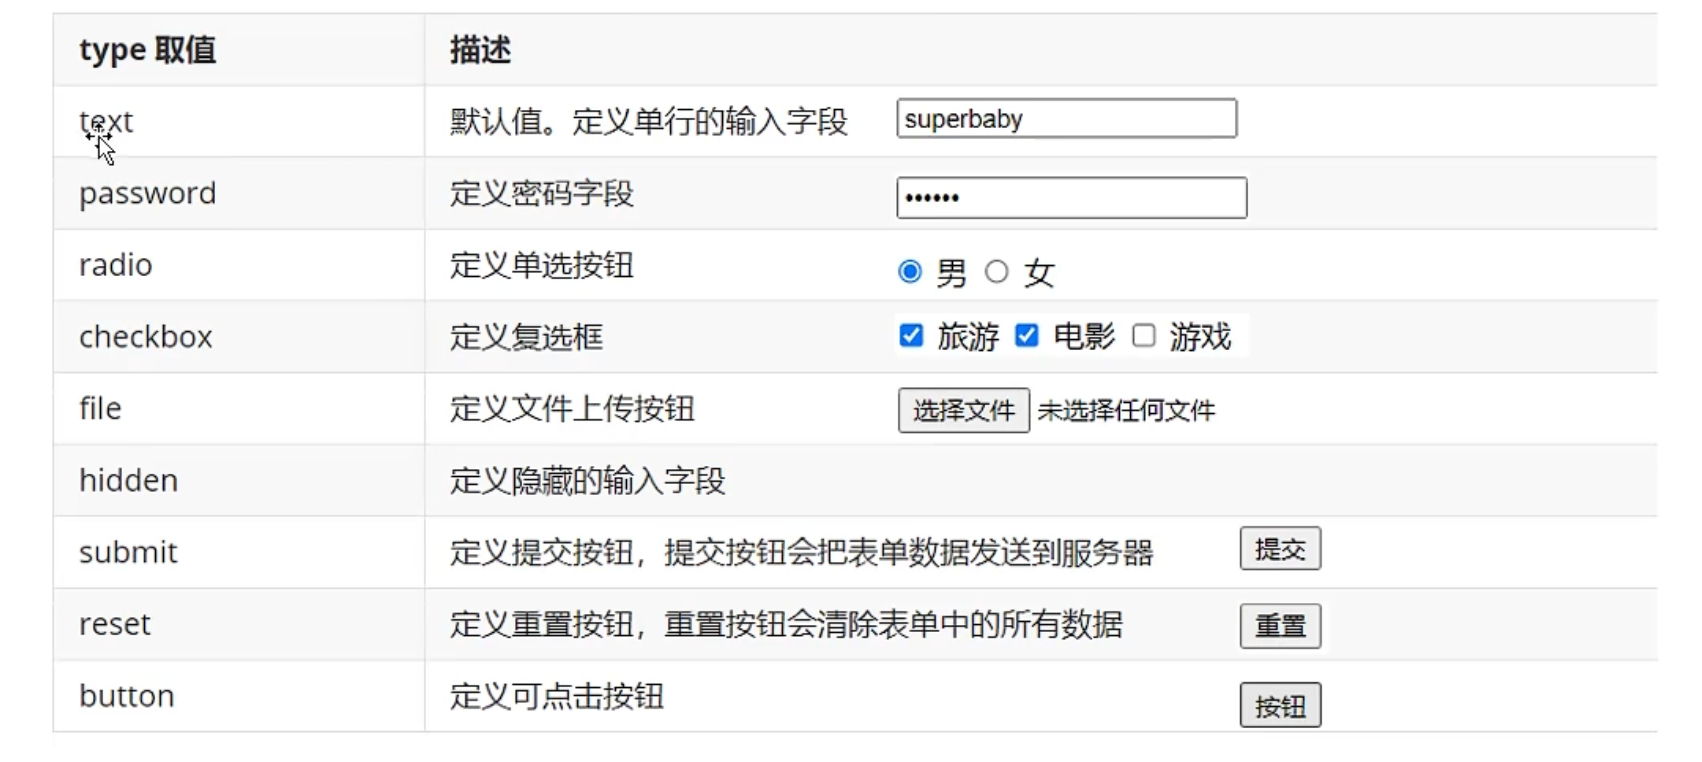 type 取值 描述
text 默认值。定义单行的输入字段 superbaby
password 定义密码字段 ••••••
radio 定义单选按钮 男 女
checkbox 定义复选框 旅游 电影 游戏
file 定义文件上传按钮 选择文件 未选择任何文件
hidden 定义隐藏的输入字段
submit 定义提交按钮，提交按钮会把表单数据发送到服务器 提交
reset 定义重置按钮，重置按钮会清除表单中的所有数据 重置
button 定义可点击按钮 按钮